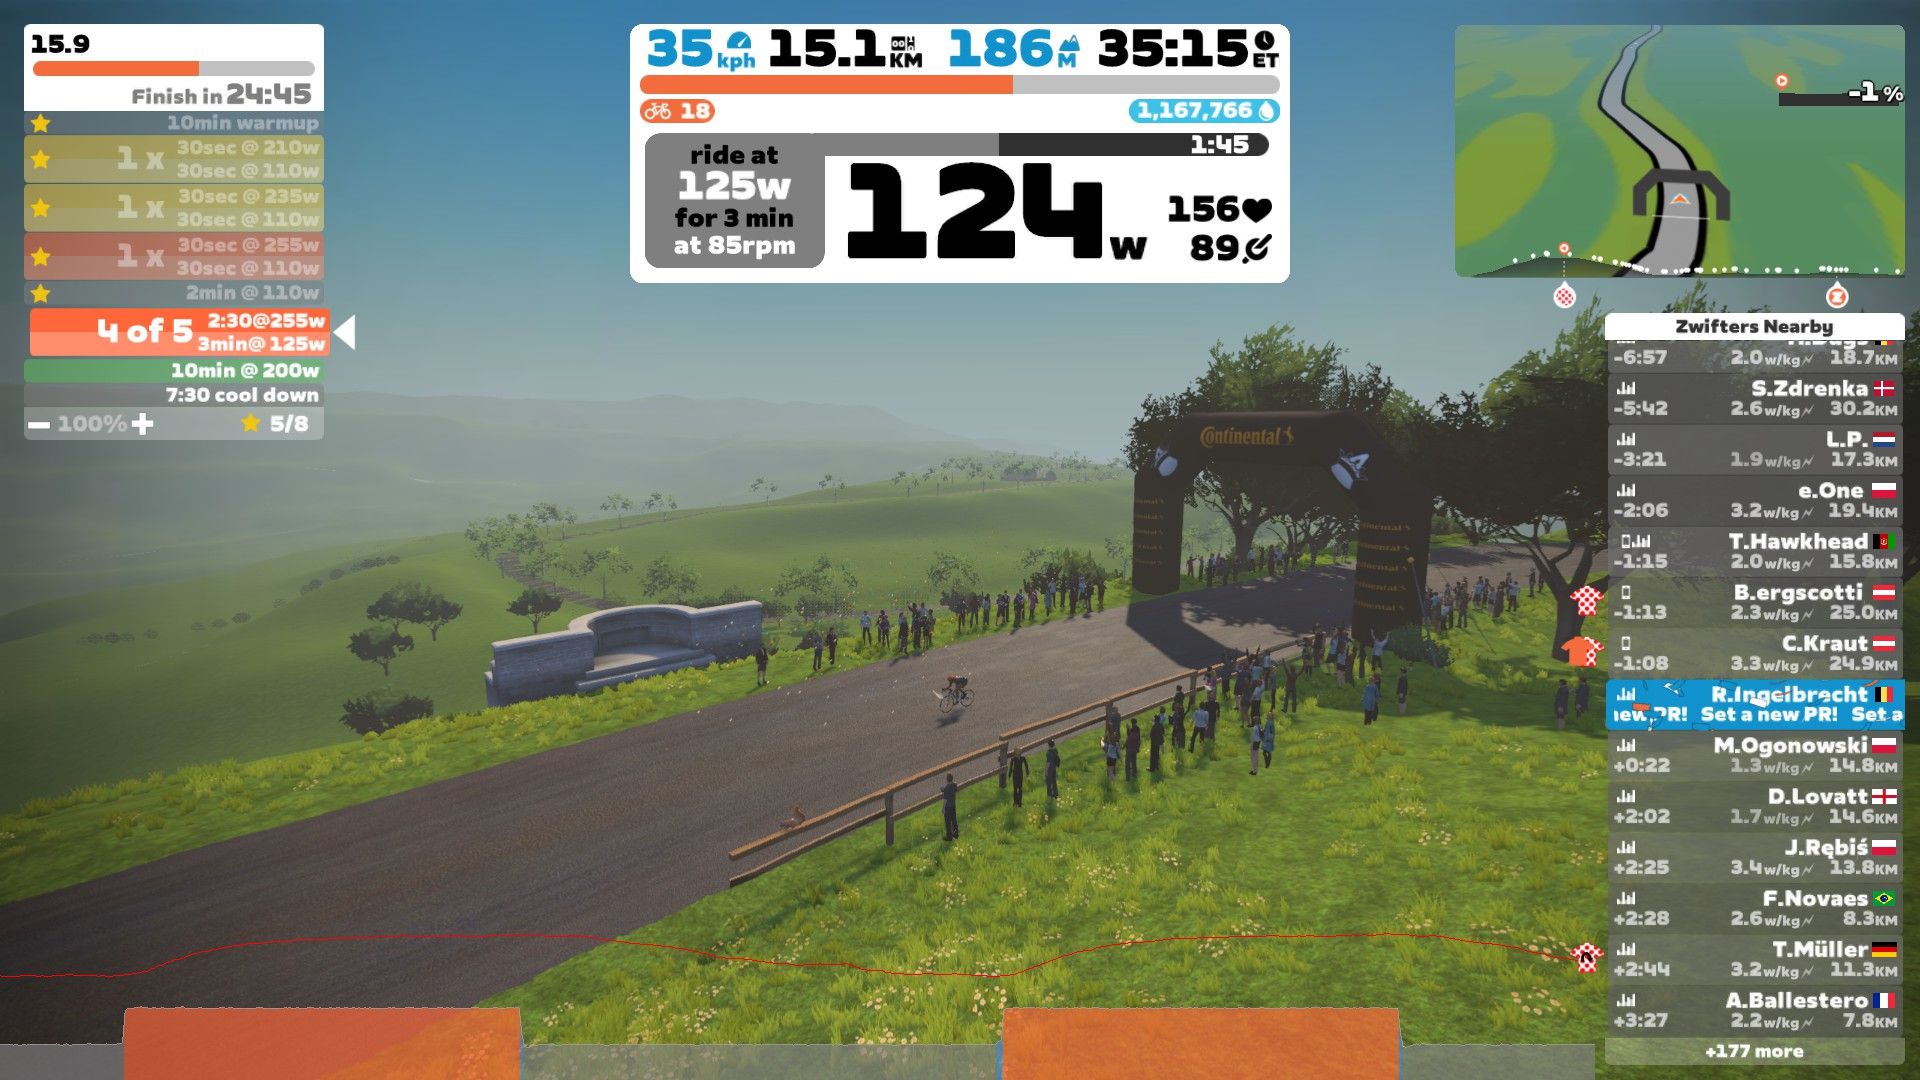 15.9
Finish in 24:45
10min warmup
1 x 30sec @ 210w
30sec @ 110w
1 x 30sec @ 235w
30sec @ 110w
1 x 30sec @ 255w
30sec @ 110w
2min @ 110w
4 of 5 2:30@255w
3min@ 125w
10min @ 200w
7:30 cool down
— 100% + 5/8
35 kph 15.1 KM 186 M 35:15 ET
18 1,167,766
1:45
ride at
125w
for 3 min
at 85rpm
124 w
156
89
-1 %
Continental
Zwifters Nearby
-6:57 2.0w/kg 18.7KM
S.Zdrenka
-5:42 2.6w/kg 30.2KM
L.P.
-3:21 1.9w/kg 17.3KM
e.One
-2:06 3.2w/kg 19.4KM
T.Hawkhead
-1:15 2.0w/kg 15.8KM
B.ergscotti
-1:13 2.3w/kg 25.0KM
C.Kraut
-1:08 3.3w/kg 24.9KM
R.Ingelbrecht
new PR! Set a new PR! Set a
M.Ogonowski
+0:22 1.3w/kg 14.8KM
D.Lovatt
+2:02 1.7w/kg 14.6KM
J.Rębiś
+2:25 3.4w/kg 13.8KM
F.Novaes
+2:28 2.6w/kg 8.3KM
T.Müller
+2:44 3.2w/kg 11.3KM
A.Ballestero
+3:27 2.2w/kg 7.8KM
+177 more